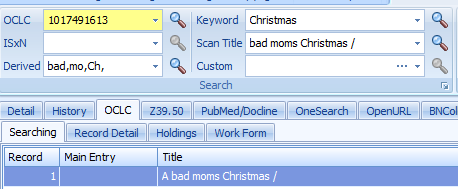 OCLC 1017491613 Keyword Christmas
ISxN Scan Title bad moms Christmas /
Derived bad,mo,Ch, Custom ...
Search
Detail History OCLC Z39.50 PubMed/Docline OneSearch OpenURL BNCol
Searching Record Detail Holdings Work Form
Record Main Entry Title
1 A bad moms Christmas /